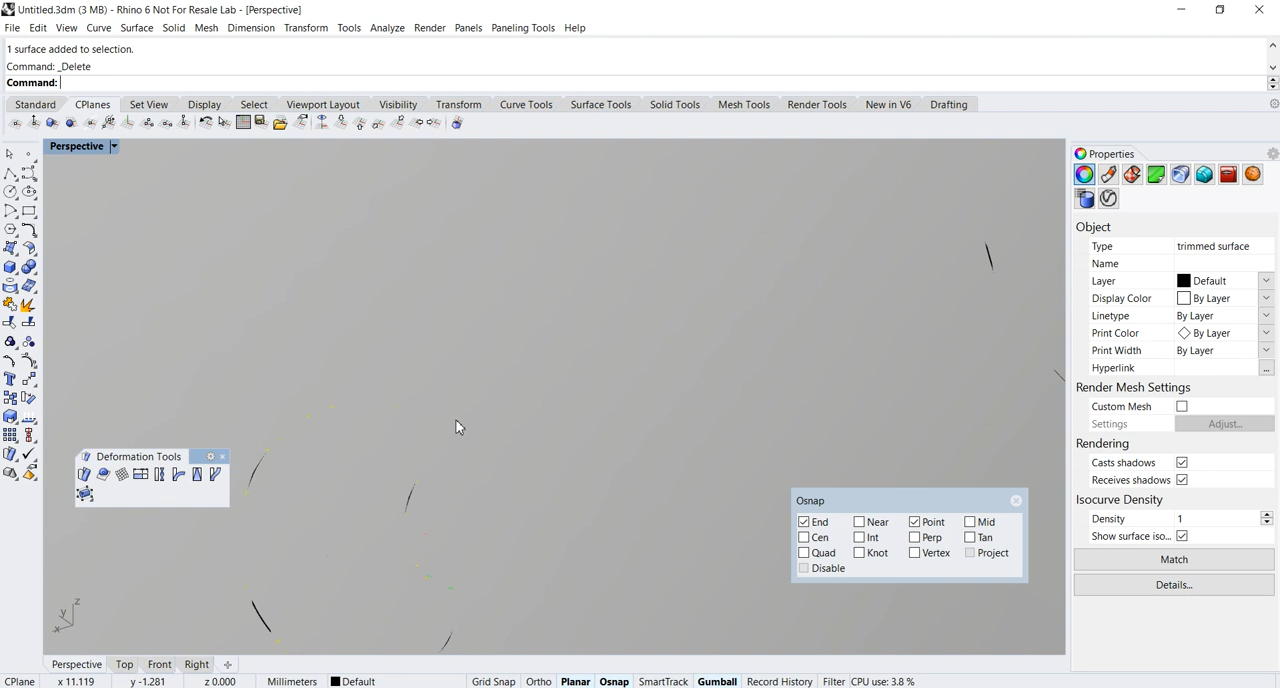 Untitled.3dm (3 MB) - Rhino 6 Not For Resale Lab - [Perspective]
File Edit View Curve Surface Solid Mesh Dimension Transform Tools Analyze Render Panels Paneling Tools Help
1 surface added to selection.
Command: _Delete
Command:
Standard CPlanes Set View Display Select Viewport Layout Visibility Transform Curve Tools Surface Tools Solid Tools Mesh Tools Render Tools New in V6 Drafting
Perspective
Properties
Object
Type trimmed surface
Name
Layer Default
Display Color By Layer
Linetype By Layer
Print Color By Layer
Print Width By Layer
Hyperlink ...
Render Mesh Settings
Custom Mesh
Settings Adjust...
Rendering
Casts shadows
Receives shadows
Isocurve Density
Density 1
Show surface iso...
Match
Details...
Deformation Tools
Osnap
End Near Point Mid
Cen Int Perp Tan
Quad Knot Vertex Project
Disable
z
y
x
Perspective Top Front Right
CPlane x 11.119 y -1.281 z 0.000 Millimeters Default Grid Snap Ortho Planar Osnap SmartTrack Gumball Record History Filter CPU use: 3.8 %